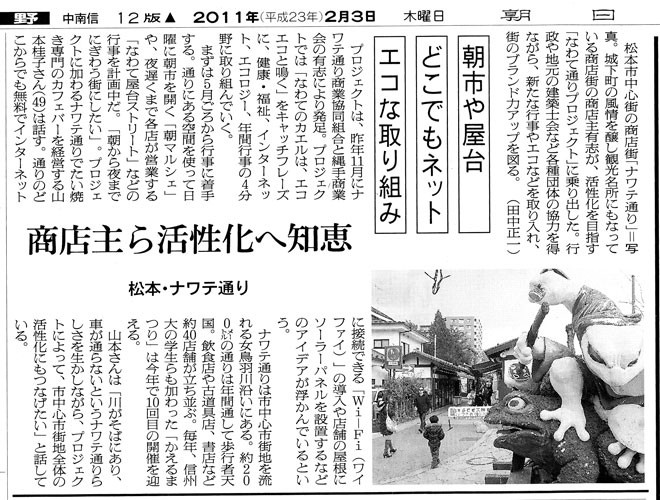 野 中南信 12版▲ 2011年(平成23年)2月3日 木曜日 朝日
松本市中心街の商店街「ナワテ通り」=写
真。城下町の風情を醸し観光名所にもなって
いる商店街の商店主有志が、活性化を目指す
「なわて通りプロジェクト」に乗り出した。行
政や地元の建築士会など各種団体の協力を得
ながら、新たな行事やエコなどを取り入れ、
街のブランド力アップを図る。(田中正一)
朝市や屋台
どこでもネット
エコな取り組み
商店主ら活性化へ知恵
松本・ナワテ通り
プロジェクトは、昨年11月にナ
ワテ通り商業協同組合と縄手商業
会の有志により発足。プロジェク
トでは「なわてのカエルは、エコ
エコと鳴く」をキャッチフレーズ
に、健康・福祉、インターネッ
ト、エコロジー、年間行事の4分
野に取り組んでいく。
まずは5月ごろから行事に着手
する。通りにある空間を使って日
曜に朝市を開く「朝マルシェ」
や、夜遅くまで各店が営業する
「なわて屋台ストリート」などの
行事を計画中だ。「朝から夜まで
にぎわう街にしたい」。プロジェ
クトに加わるナワテ通りでたい焼
き専門のカフェバーを経営する山
本桂子さん(49)は話す。通りのど
こからでも無料でインターネット
に接続できる「Wi―Fi(ワイ
ファイ)」の導入や店舗の屋根に
ソーラーパネルを設置するなど
のアイデアが浮かんでいるとい
う。
ナワテ通りは市中心市街地を流
れる女鳥羽川沿いにある。約20
0㍍の通りは年間通して歩行者天
国。飲食店や古道具店、書店など
約40店舗が立ち並ぶ。毎年、信州
大の学生らも加わった「かえるま
つり」は今年で10回目の開催を迎
える。
山本さんは「川がそばにあり、
車が通らないというナワテ通りら
しさを生かしながら、プロジェク
トによって、市中心市街地全体の
活性化にもつなげたい」と話して
いる。